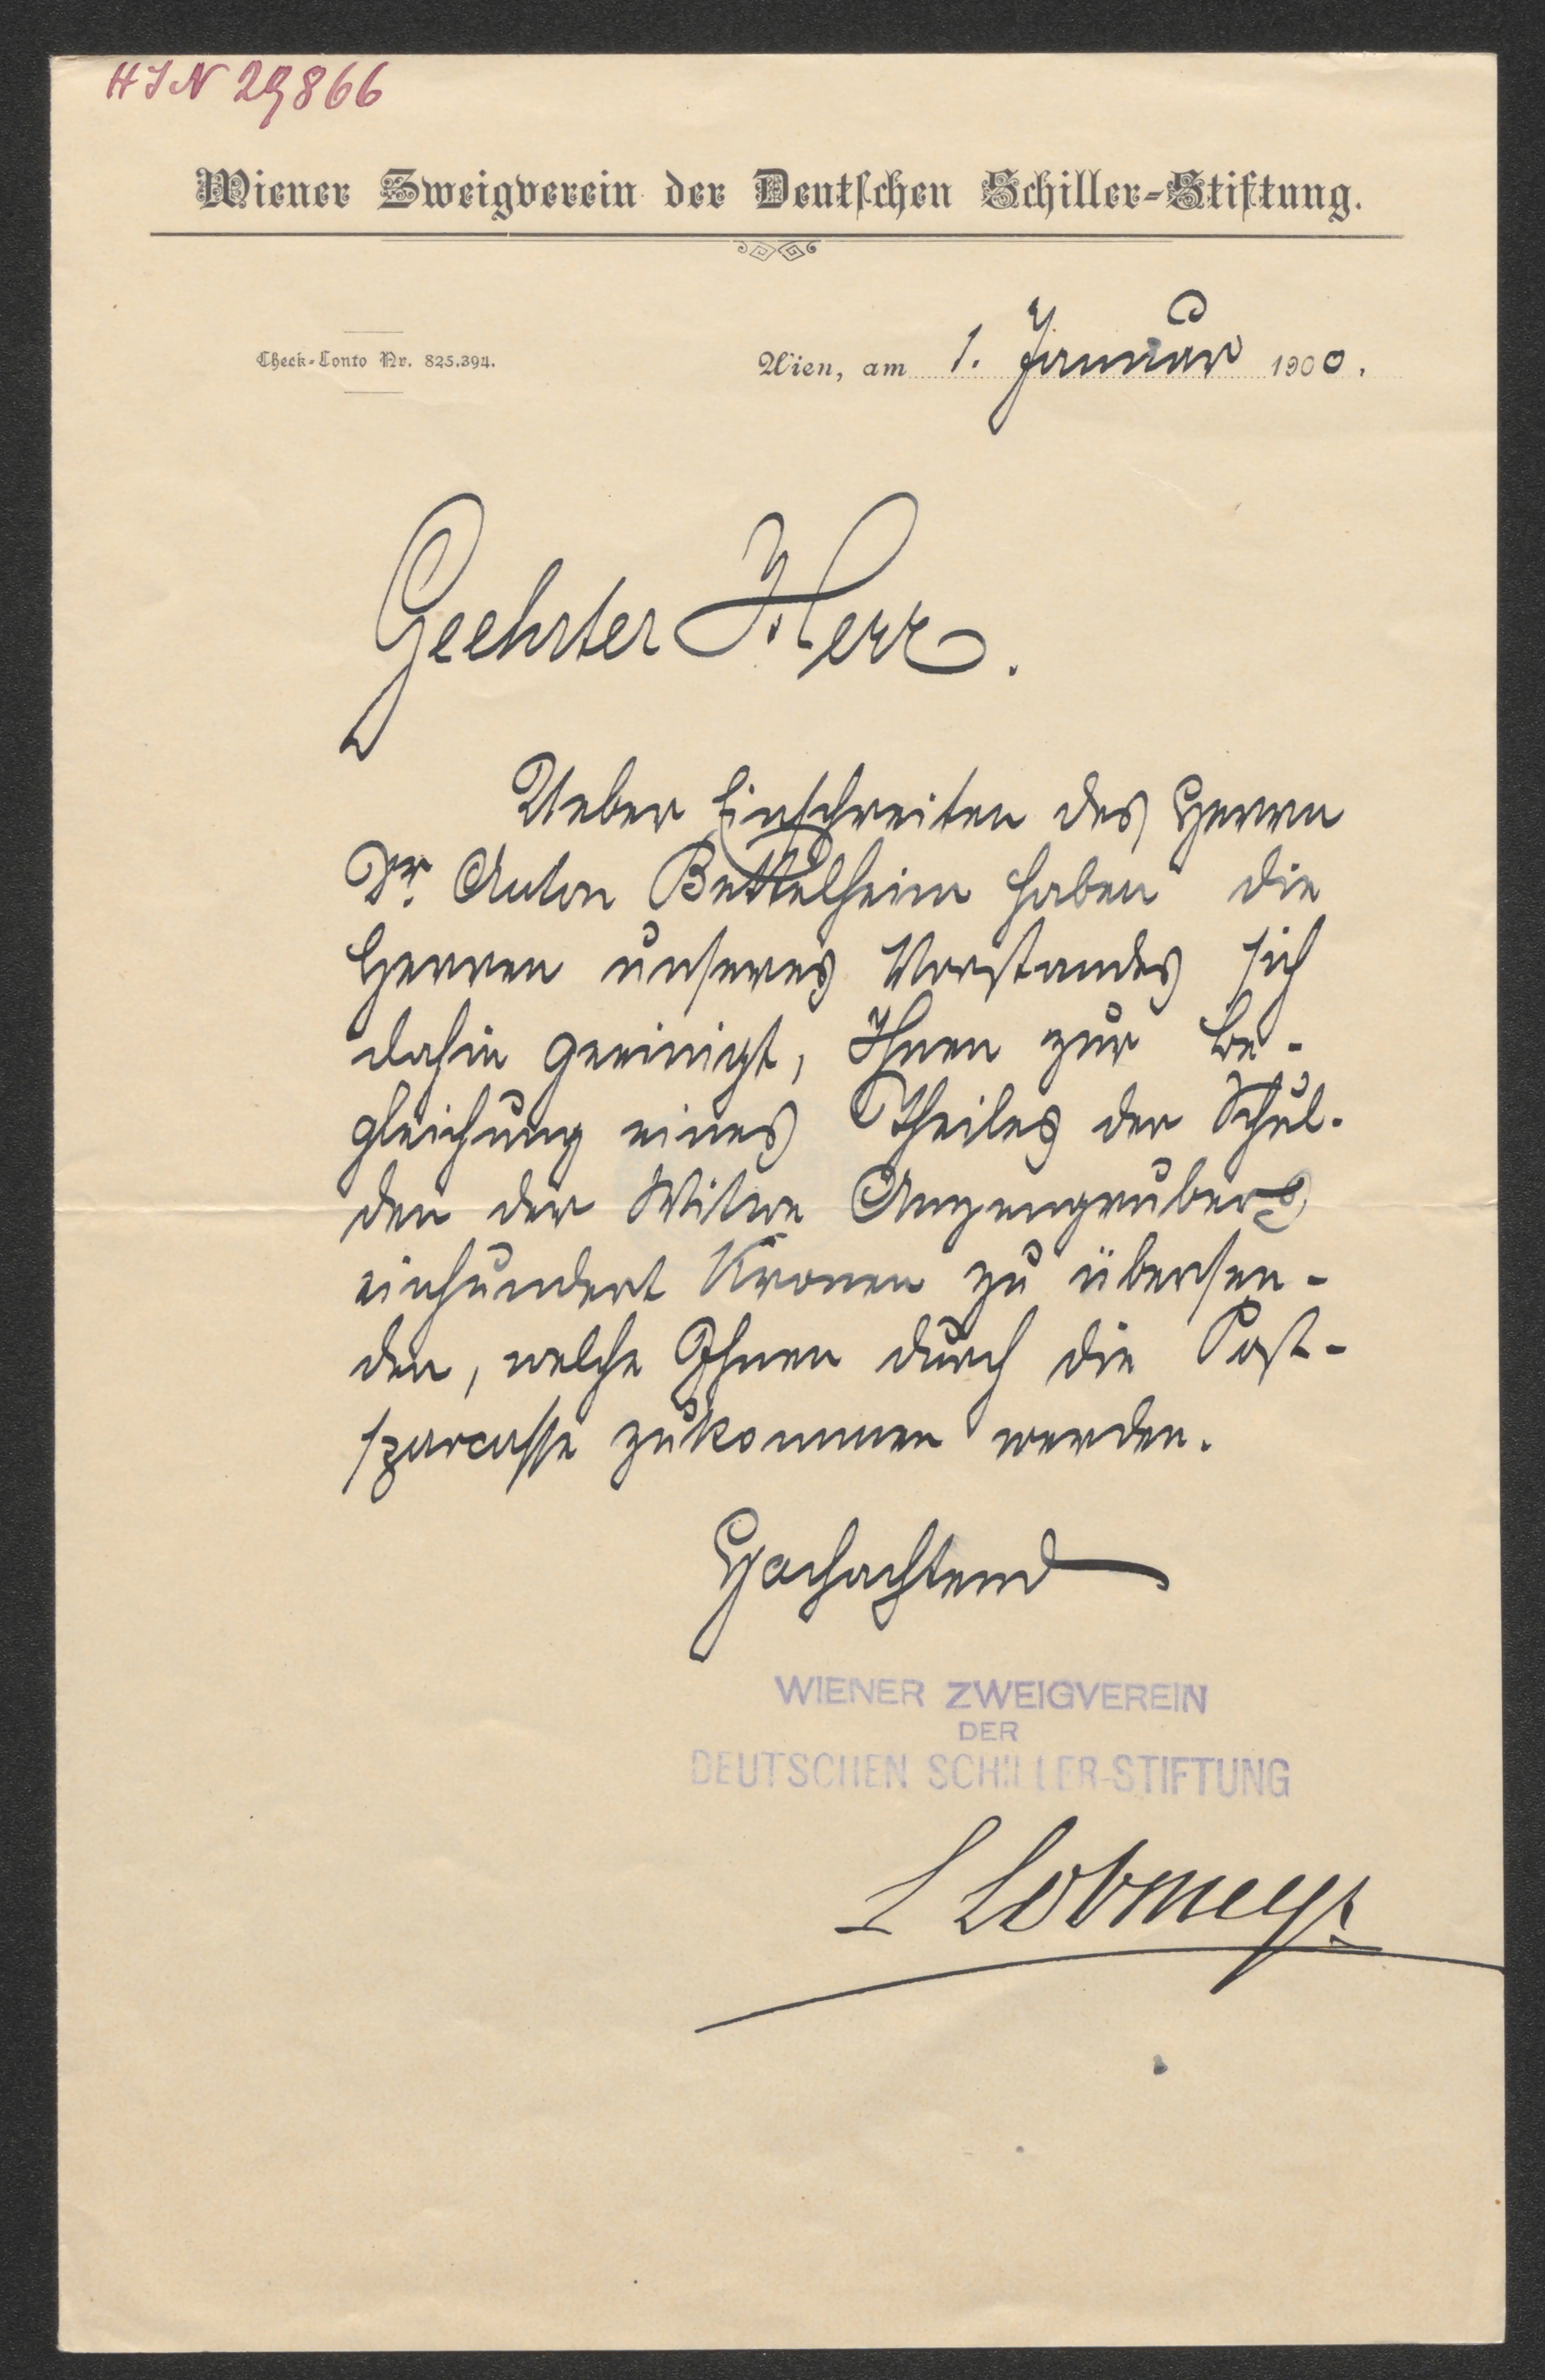 HIN 29866
Wiener Zweigverein der Deutschen Schiller-Stiftung.
Check-Conto Nr. 825.394.
Wien, am 1. Januar 1900.
Geehrter Herr.
Ueber Einschreiten des Herrn
Dr. Anton Bettelheim haben die
Herren unseres Vorstandes sich
dahin geeinigt, Ihnen zur Be-
gleichung eines Theiles der Schul-
den der Witwe Anzengrubers
einhundert Kronen zu übersen-
den, welche Ihnen durch die Post-
sparcasse zukommen werden.
Hochachtend
WIENER ZWEIGVEREIN
DER
DEUTSCHEN SCHILLER-STIFTUNG
L Lobmeyr